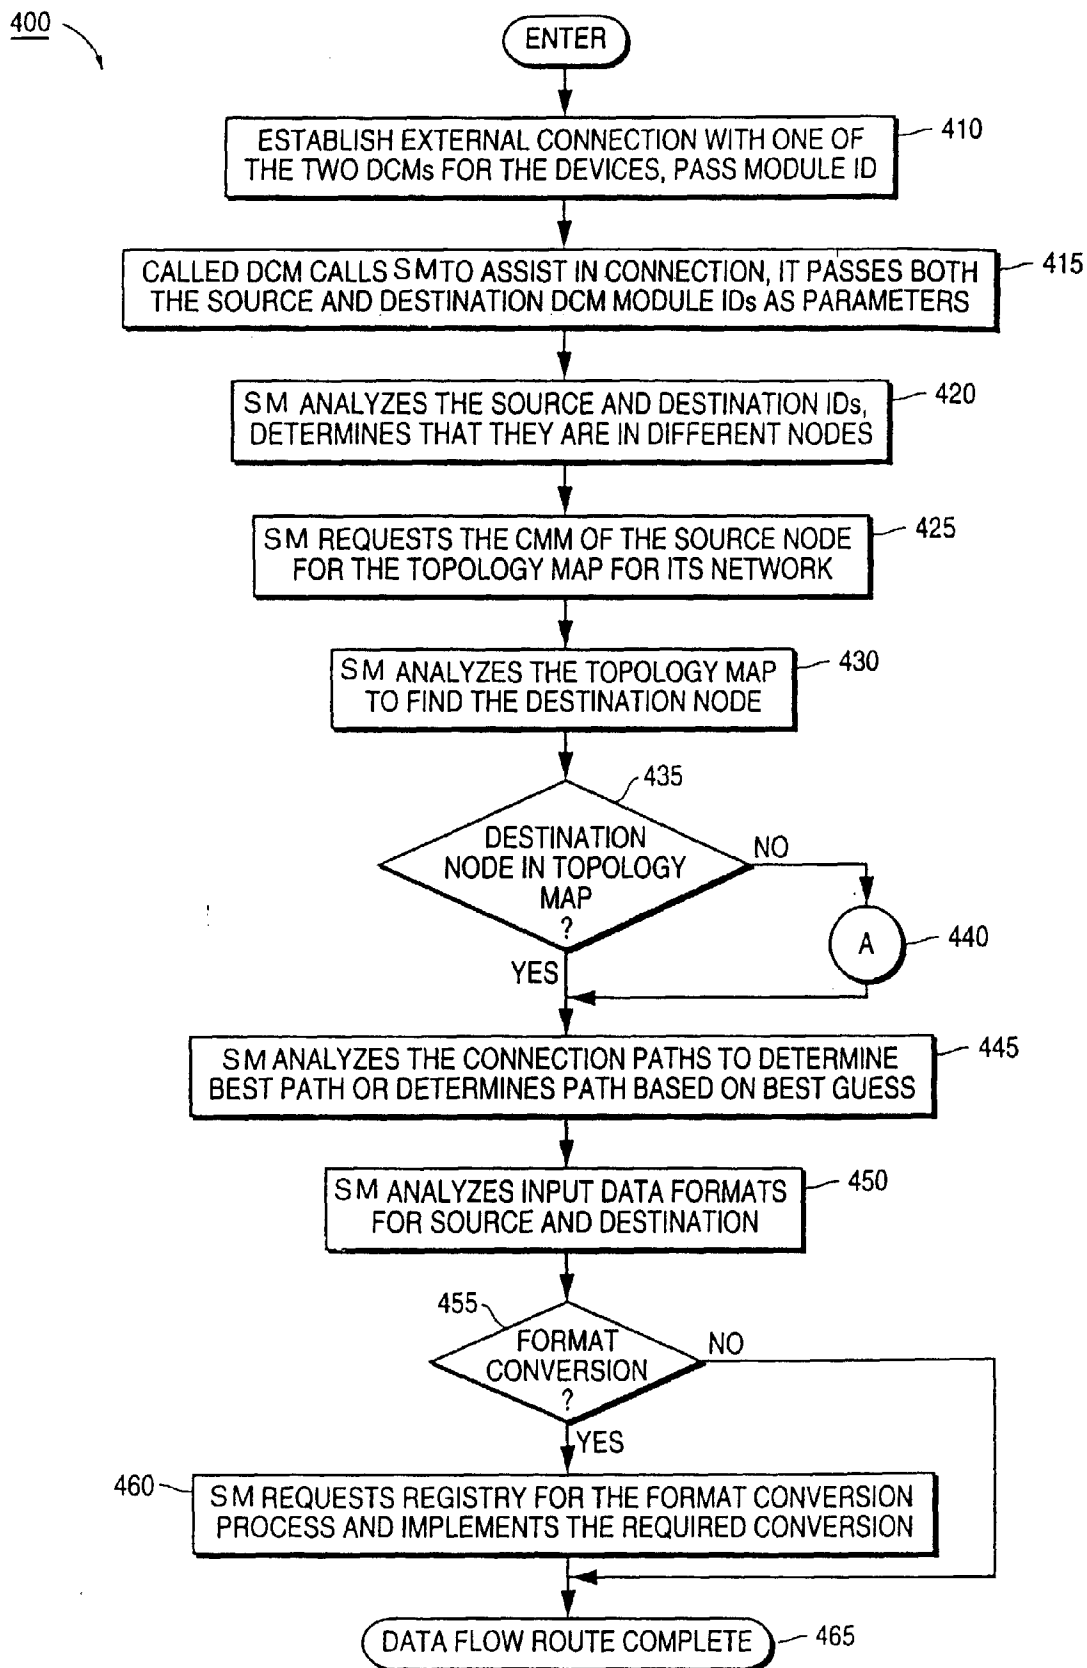 400
ENTER
ESTABLISH EXTERNAL CONNECTION WITH ONE OF
THE TWO DCMs FOR THE DEVICES, PASS MODULE ID
410
CALLED DCM CALLS SM TO ASSIST IN CONNECTION, IT PASSES BOTH
THE SOURCE AND DESTINATION DCM MODULE IDs AS PARAMETERS
415
SM ANALYZES THE SOURCE AND DESTINATION IDs,
DETERMINES THAT THEY ARE IN DIFFERENT NODES
420
SM REQUESTS THE CMM OF THE SOURCE NODE
FOR THE TOPOLOGY MAP FOR ITS NETWORK
425
SM ANALYZES THE TOPOLOGY MAP
TO FIND THE DESTINATION NODE
430
435
DESTINATION
NODE IN TOPOLOGY
MAP
?
NO
A
440
YES
SM ANALYZES THE CONNECTION PATHS TO DETERMINE
BEST PATH OR DETERMINES PATH BASED ON BEST GUESS
445
SM ANALYZES INPUT DATA FORMATS
FOR SOURCE AND DESTINATION
450
455
FORMAT
CONVERSION
?
NO
YES
460
SM REQUESTS REGISTRY FOR THE FORMAT CONVERSION
PROCESS AND IMPLEMENTS THE REQUIRED CONVERSION
DATA FLOW ROUTE COMPLETE
465